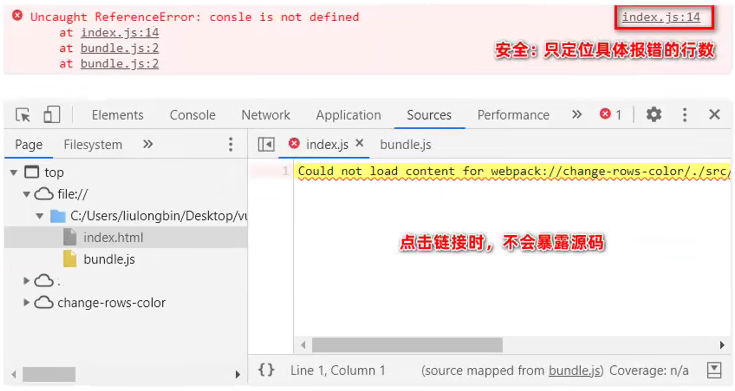 Uncaught ReferenceError: consle is not defined
index.js:14
at index.js:14
at bundle.js:2
at bundle.js:2
安全：只定位具体报错的行数
Elements Console Network Application Sources Performance » 1
Page Filesystem »
index.js × bundle.js
top
file://
C:/Users/liulongbin/Desktop/vu
index.html
bundle.js
.
change-rows-color
1 Could not load content for webpack://change-rows-color/./src/
点击链接时，不会暴露源码
{} Line 1, Column 1 (source mapped from bundle.js) Coverage: n/a